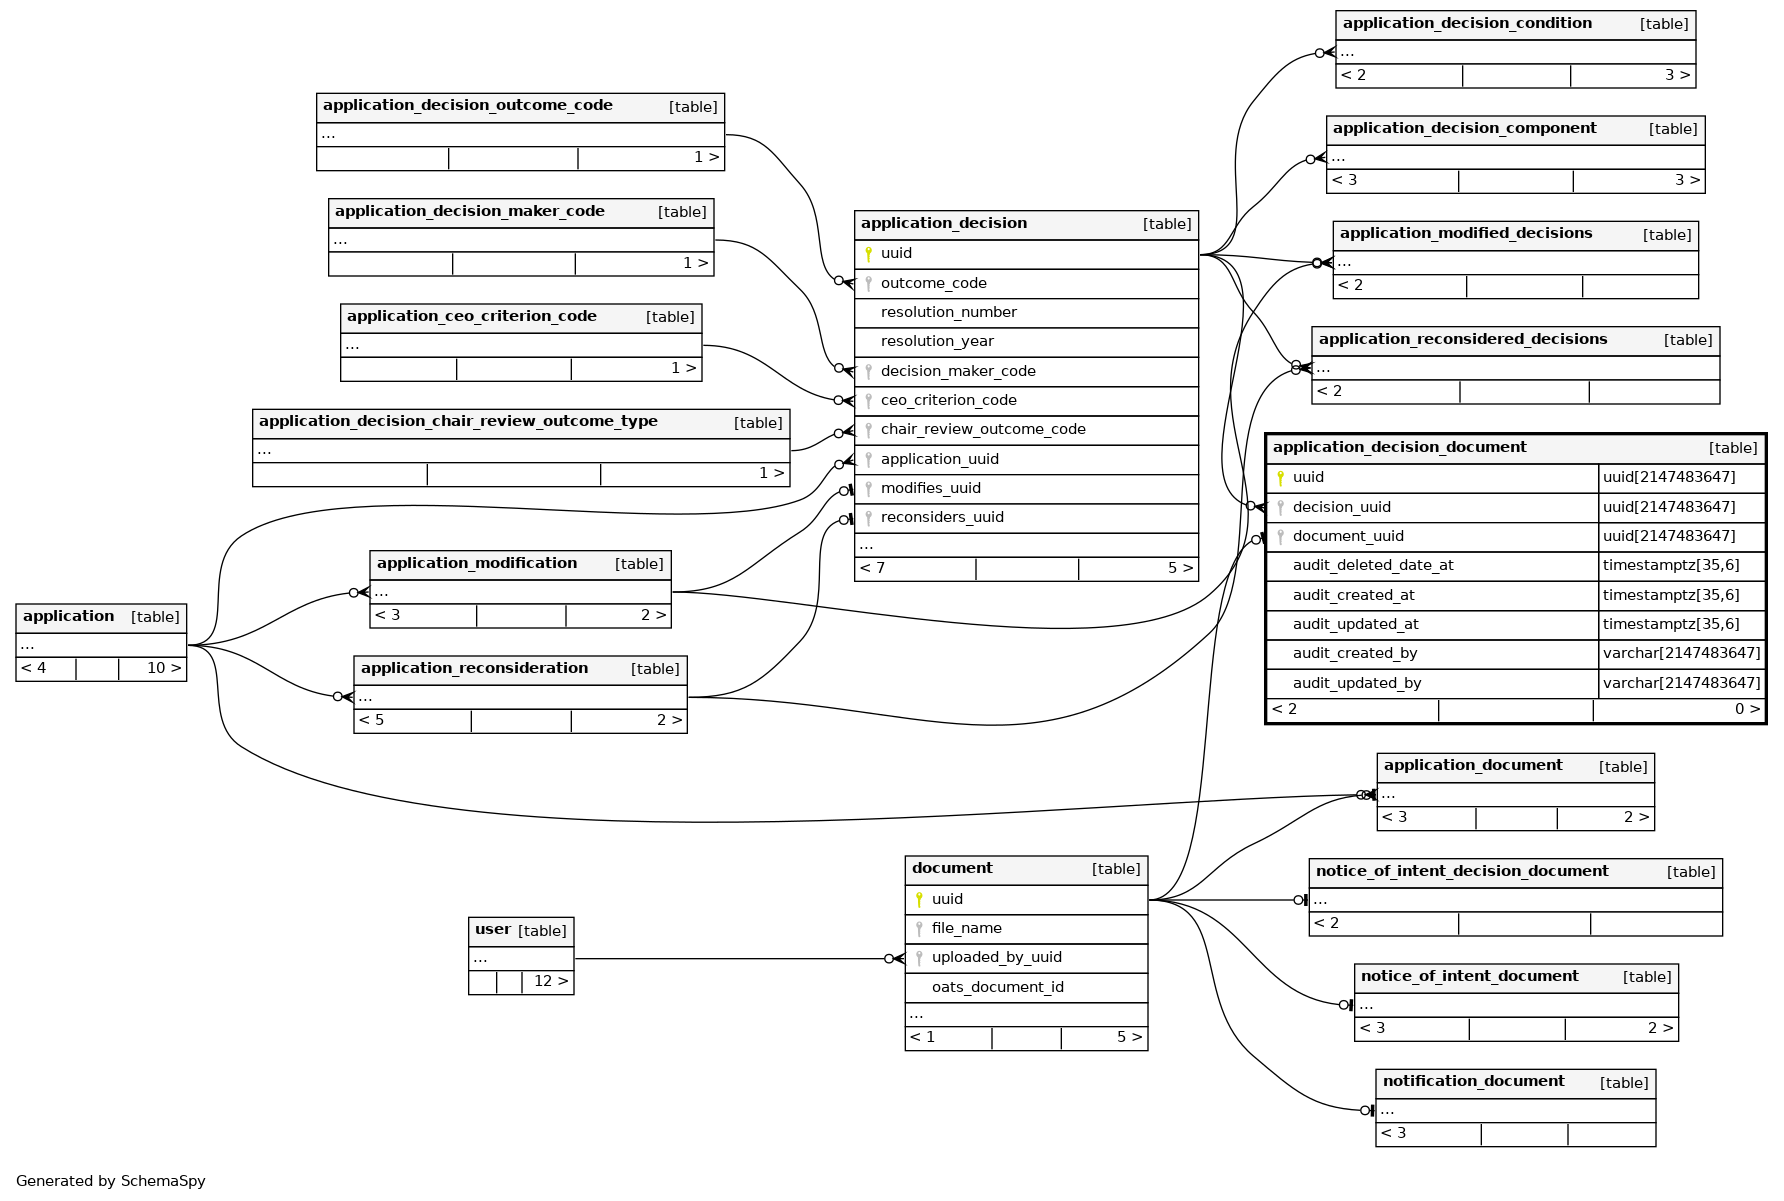 application_decision_condition [table]
...
< 2 3 >
application_decision_outcome_code [table]
...
1 >
application_decision_component [table]
...
< 3 3 >
application_decision_maker_code [table]
...
1 >
application_decision [table]
uuid
outcome_code
resolution_number
resolution_year
decision_maker_code
ceo_criterion_code
chair_review_outcome_code
application_uuid
modifies_uuid
reconsiders_uuid
...
< 7 5 >
application_modified_decisions [table]
...
< 2
application_ceo_criterion_code [table]
...
1 >
application_reconsidered_decisions [table]
...
< 2
application_decision_chair_review_outcome_type [table]
...
1 >
application_decision_document [table]
uuid uuid[2147483647]
decision_uuid uuid[2147483647]
document_uuid uuid[2147483647]
audit_deleted_date_at timestamptz[35,6]
audit_created_at timestamptz[35,6]
audit_updated_at timestamptz[35,6]
audit_created_by varchar[2147483647]
audit_updated_by varchar[2147483647]
< 2 0 >
application_modification [table]
...
< 3 2 >
application [table]
...
< 4 10 >
application_reconsideration [table]
...
< 5 2 >
application_document [table]
...
< 3 2 >
document [table]
uuid
file_name
uploaded_by_uuid
oats_document_id
...
< 1 5 >
notice_of_intent_decision_document [table]
...
< 2
user [table]
...
12 >
notice_of_intent_document [table]
...
< 3 2 >
notification_document [table]
...
< 3
Generated by SchemaSpy